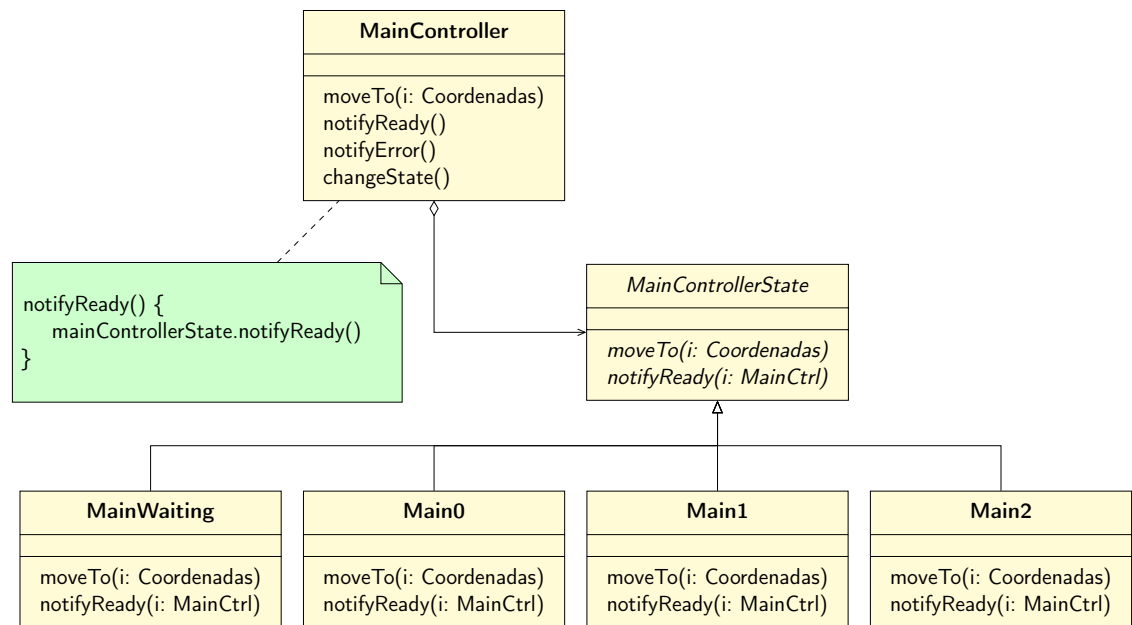 MainController
moveTo(i: Coordenadas)
notifyReady()
notifyError()
changeState()
notifyReady() {
mainControllerState.notifyReady()
}
MainControllerState
moveTo(i: Coordenadas)
notifyReady(i: MainCtrl)
MainWaiting
moveTo(i: Coordenadas)
notifyReady(i: MainCtrl)
Main0
moveTo(i: Coordenadas)
notifyReady(i: MainCtrl)
Main1
moveTo(i: Coordenadas)
notifyReady(i: MainCtrl)
Main2
moveTo(i: Coordenadas)
notifyReady(i: MainCtrl)